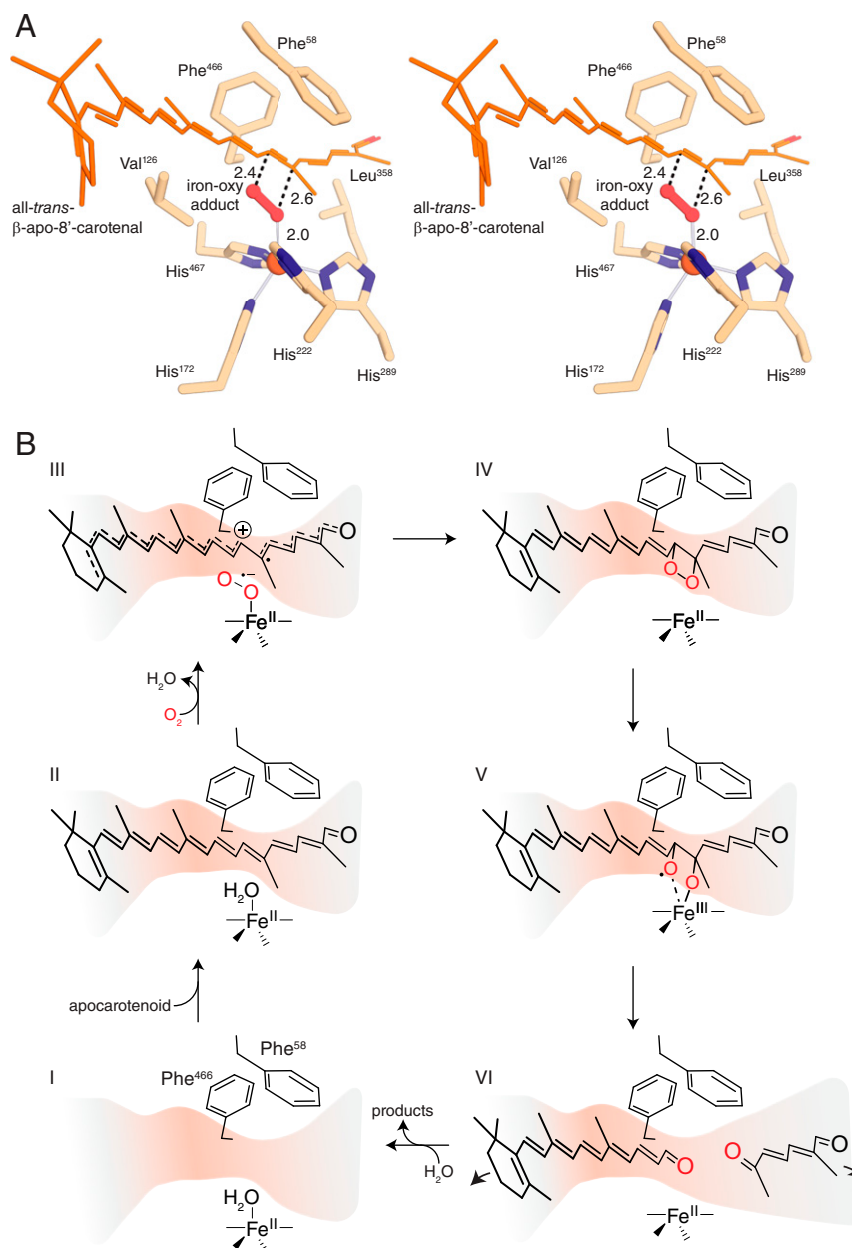 A
Phe⁵⁸
Phe⁴⁶⁶
Val¹²⁶
2.4
iron-oxy
adduct
2.6
Leu³⁵⁸
all-trans-
β-apo-8'-carotenal
2.0
His⁴⁶⁷
His¹⁷²
His²²²
His²⁸⁹
Phe⁵⁸
Phe⁴⁶⁶
Val¹²⁶
2.4
iron-oxy
adduct
2.6
Leu³⁵⁸
all-trans-
β-apo-8'-carotenal
2.0
His⁴⁶⁷
His¹⁷²
His²²²
His²⁸⁹
B
III
⊕
O
O
O
Feᴵᴵ
IV
O
O
O
Feᴵᴵ
H₂O
O₂
II
O
H₂O
Feᴵᴵ
V
O
O
O
Feᴵᴵᴵ
apocarotenoid
I
Phe⁵⁸
Phe⁴⁶⁶
H₂O
Feᴵᴵ
products
H₂O
VI
O
O
O
Feᴵᴵ